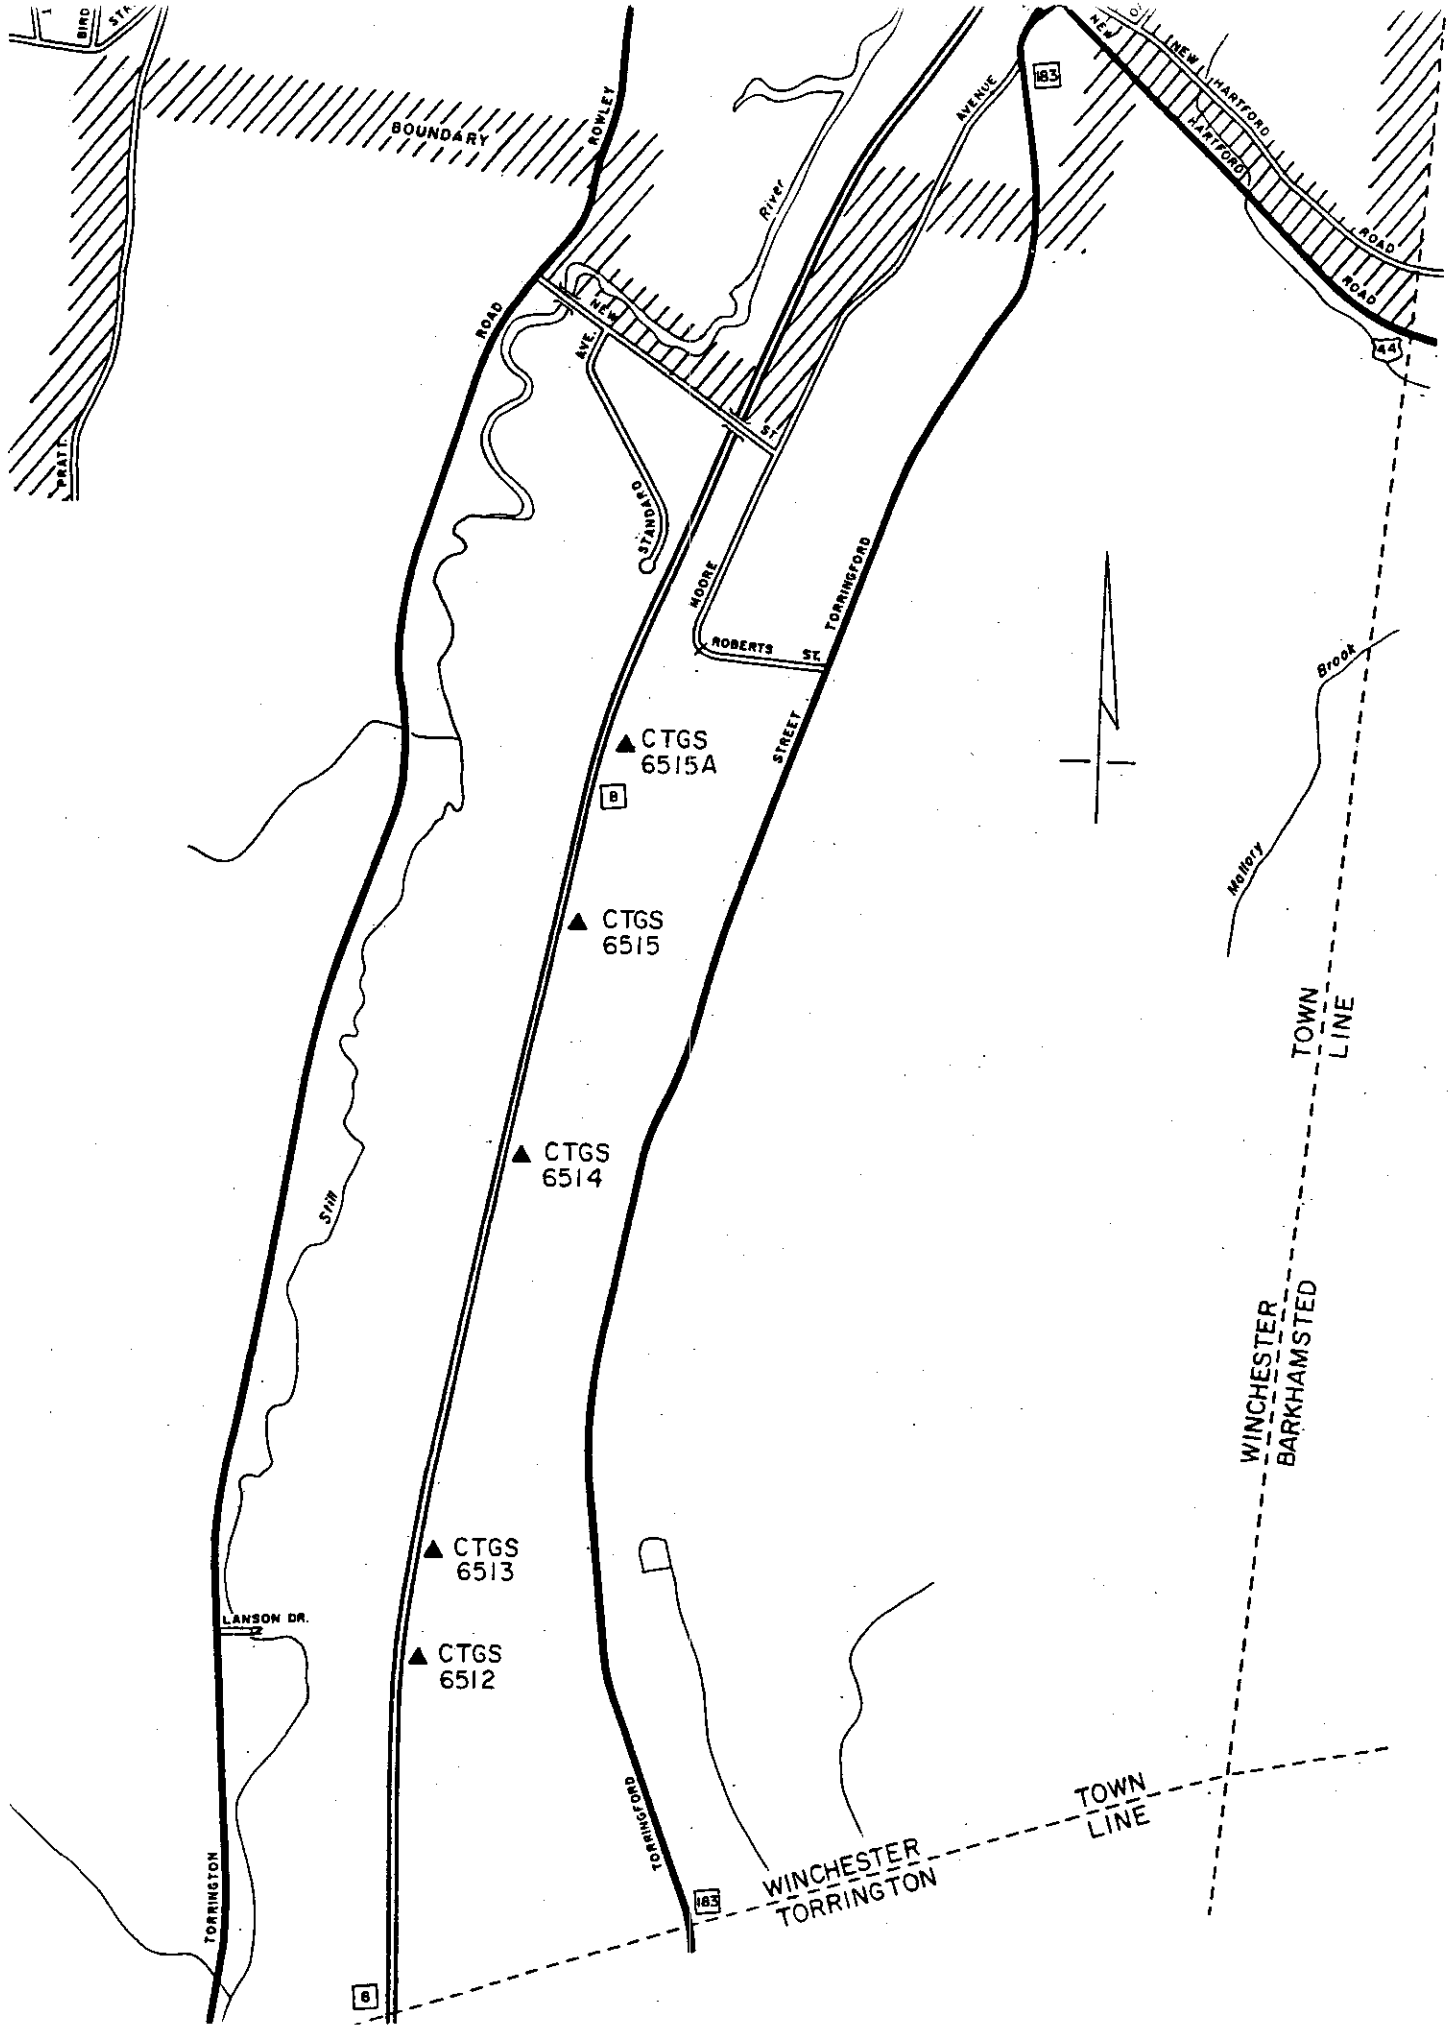 1
BIRD
BOUNDARY
ROWLEY
River
AVENUE
183
NEW
NEW
HARTFORD
HARTFORD
ROAD
ROAD
44
ROAD
NEW
AVE.
ST.
PRATT
STANDARD
MOORE
ROBERTS ST.
TORRINGFORD
STREET
Brook
CTGS
6515A
8
Mallory
CTGS
6515
TOWN
LINE
CTGS
6514
Still
WINCHESTER
BARKHAMSTED
CTGS
6513
LANSON DR.
CTGS
6512
TORRINGFORD
TOWN
LINE
WINCHESTER
TORRINGTON
183
TORRINGTON
8